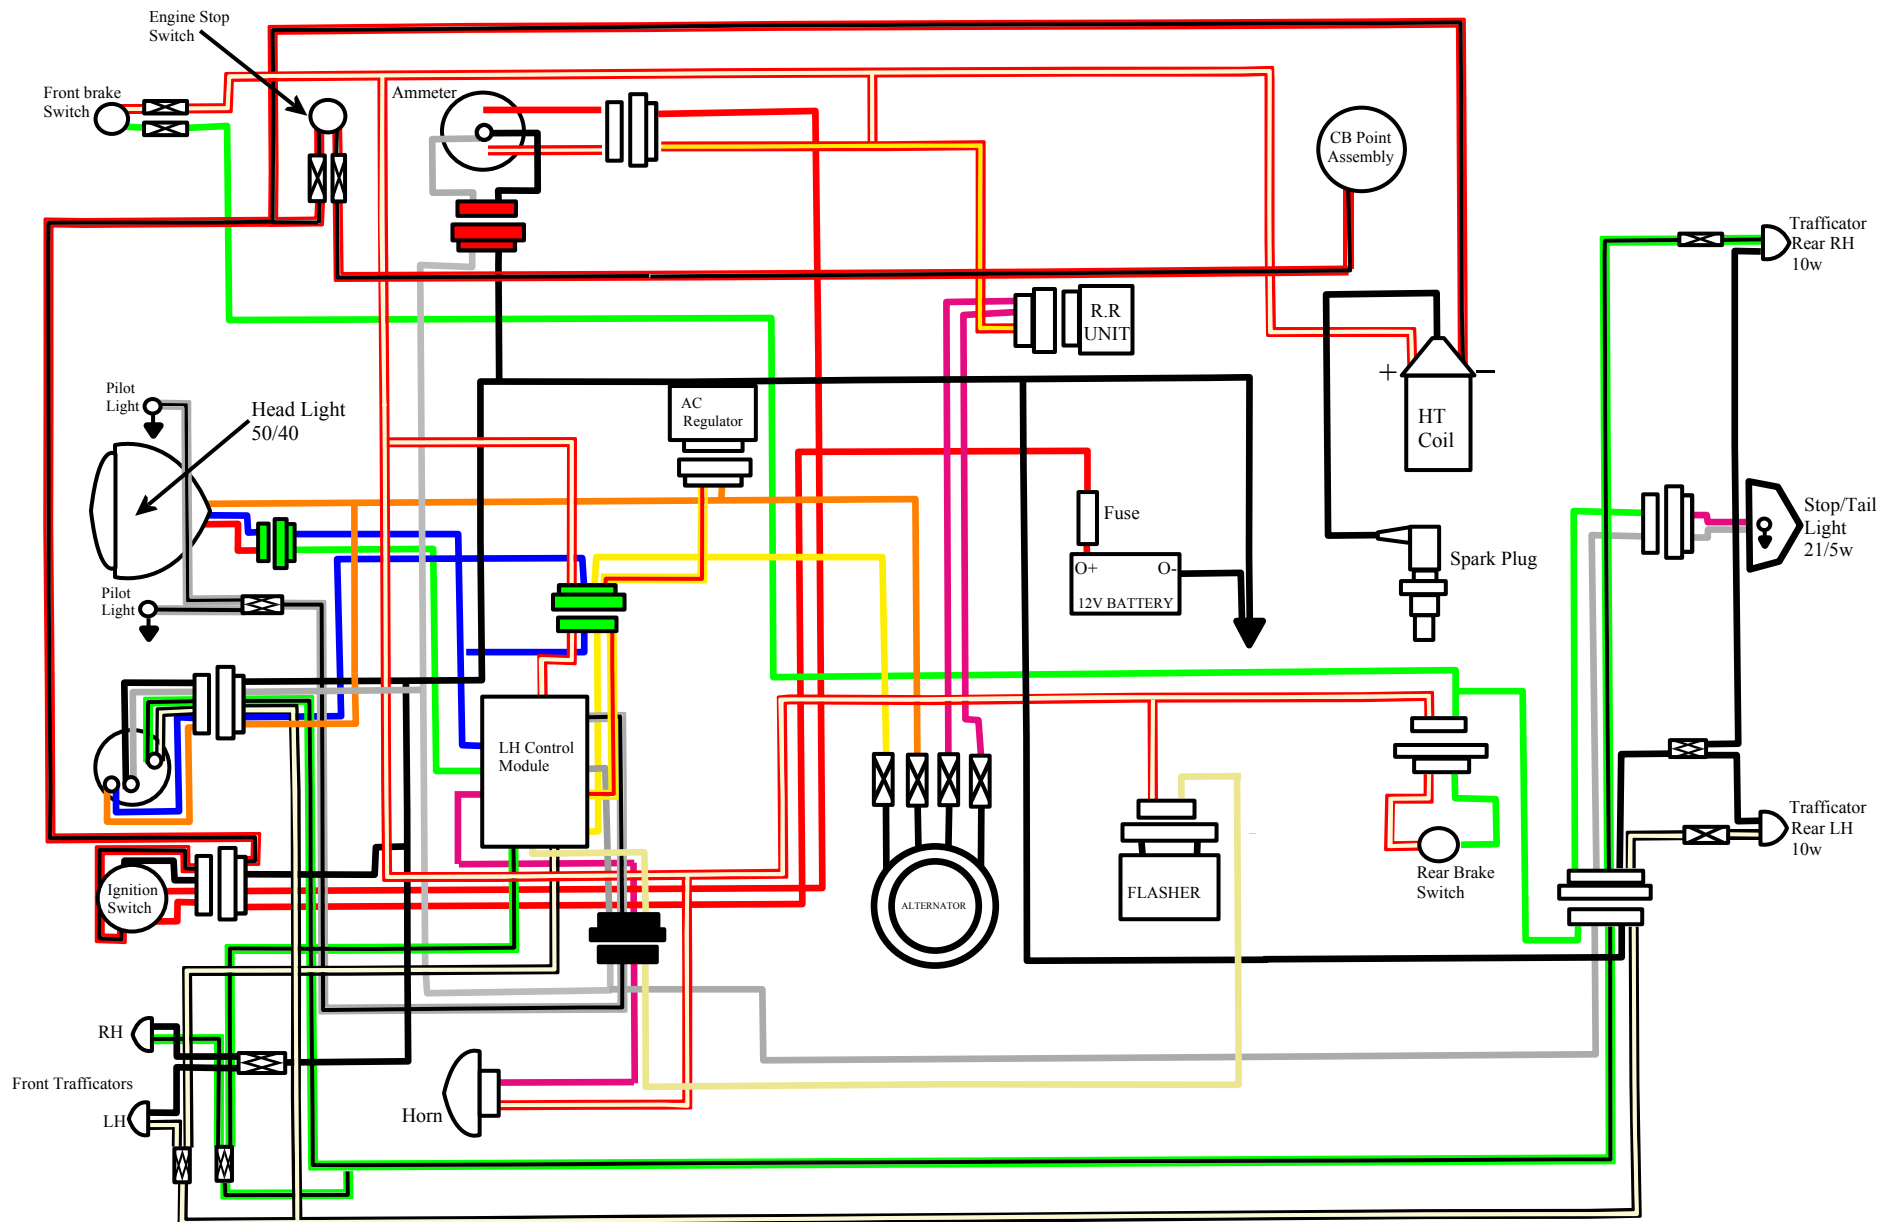 Engine Stop
Switch
Front brake
Switch
Ammeter
CB Point
Assembly
Trafficator
Rear RH
10w
R.R
UNIT
+
−
HT
Coil
Pilot
Light
Head Light
50/40
AC
Regulator
Fuse
O+
O-
12V BATTERY
Spark Plug
Stop/Tail
Light
21/5w
Pilot
Light
LH Control
Module
Trafficator
Rear LH
10w
Ignition
Switch
ALTERNATOR
FLASHER
Rear Brake
Switch
RH
Front Trafficators
LH
Horn